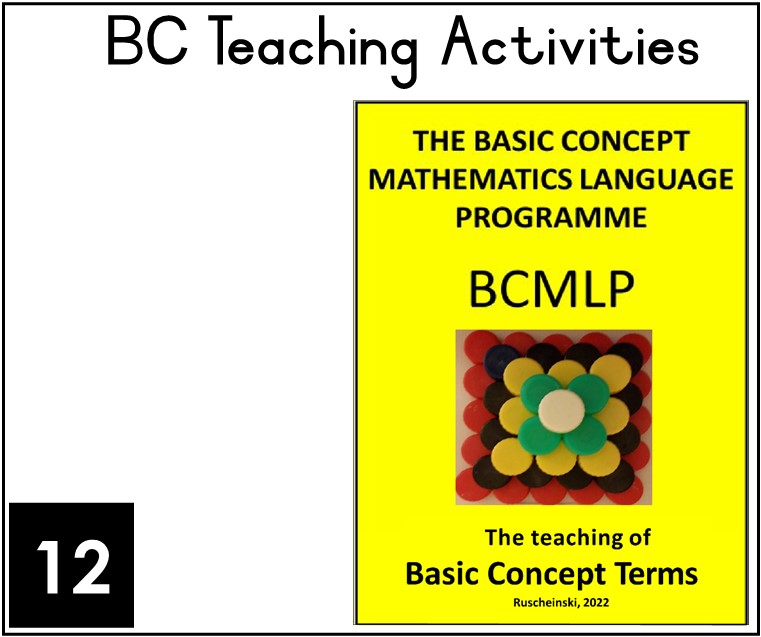 BC Teaching Activities
THE BASIC CONCEPT
MATHEMATICS LANGUAGE
PROGRAMME
BCMLP
The teaching of
Basic Concept Terms
Ruscheinski, 2022
12